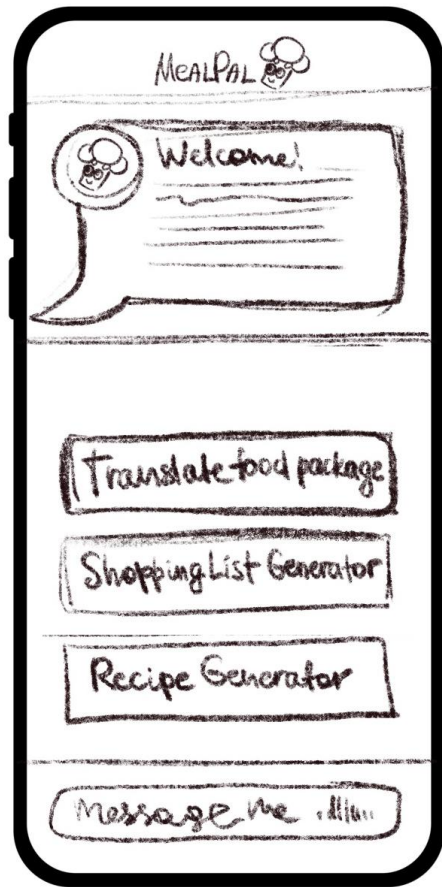 MEALPAL
Welcome!
Translate food package
Shopping List Generator
Recipe Generator
Message me